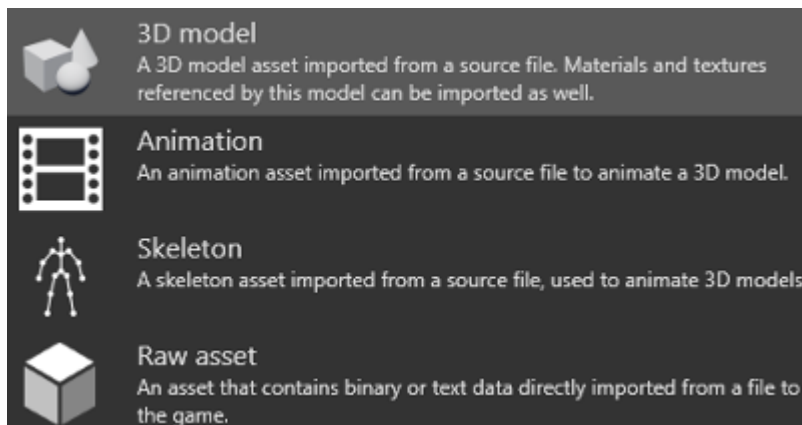 3D model
A 3D model asset imported from a source file. Materials and textures
referenced by this model can be imported as well.
Animation
An animation asset imported from a source file to animate a 3D model.
Skeleton
A skeleton asset imported from a source file, used to animate 3D models
Raw asset
An asset that contains binary or text data directly imported from a file to
the game.